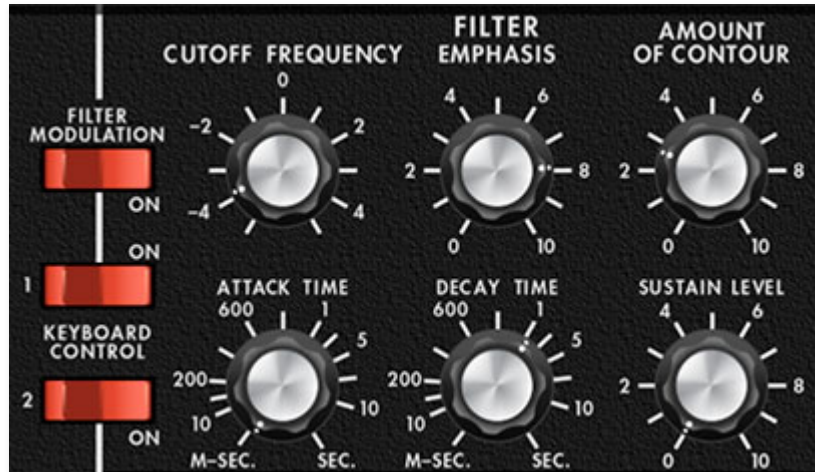 FILTER
EMPHASIS
AMOUNT
OF CONTOUR
CUTOFF FREQUENCY
0
4 6
4 6
FILTER
MODULATION
-2 2
2 8
2 8
ON
-4 4
0 10
0 10
ON
1
ATTACK TIME
DECAY TIME
SUSTAIN LEVEL
600 1
600 1
4 6
5
5
KEYBOARD
CONTROL
200
200
2 8
2
10 10
10 10
ON
M-SEC. SEC.
M-SEC. SEC.
0 10